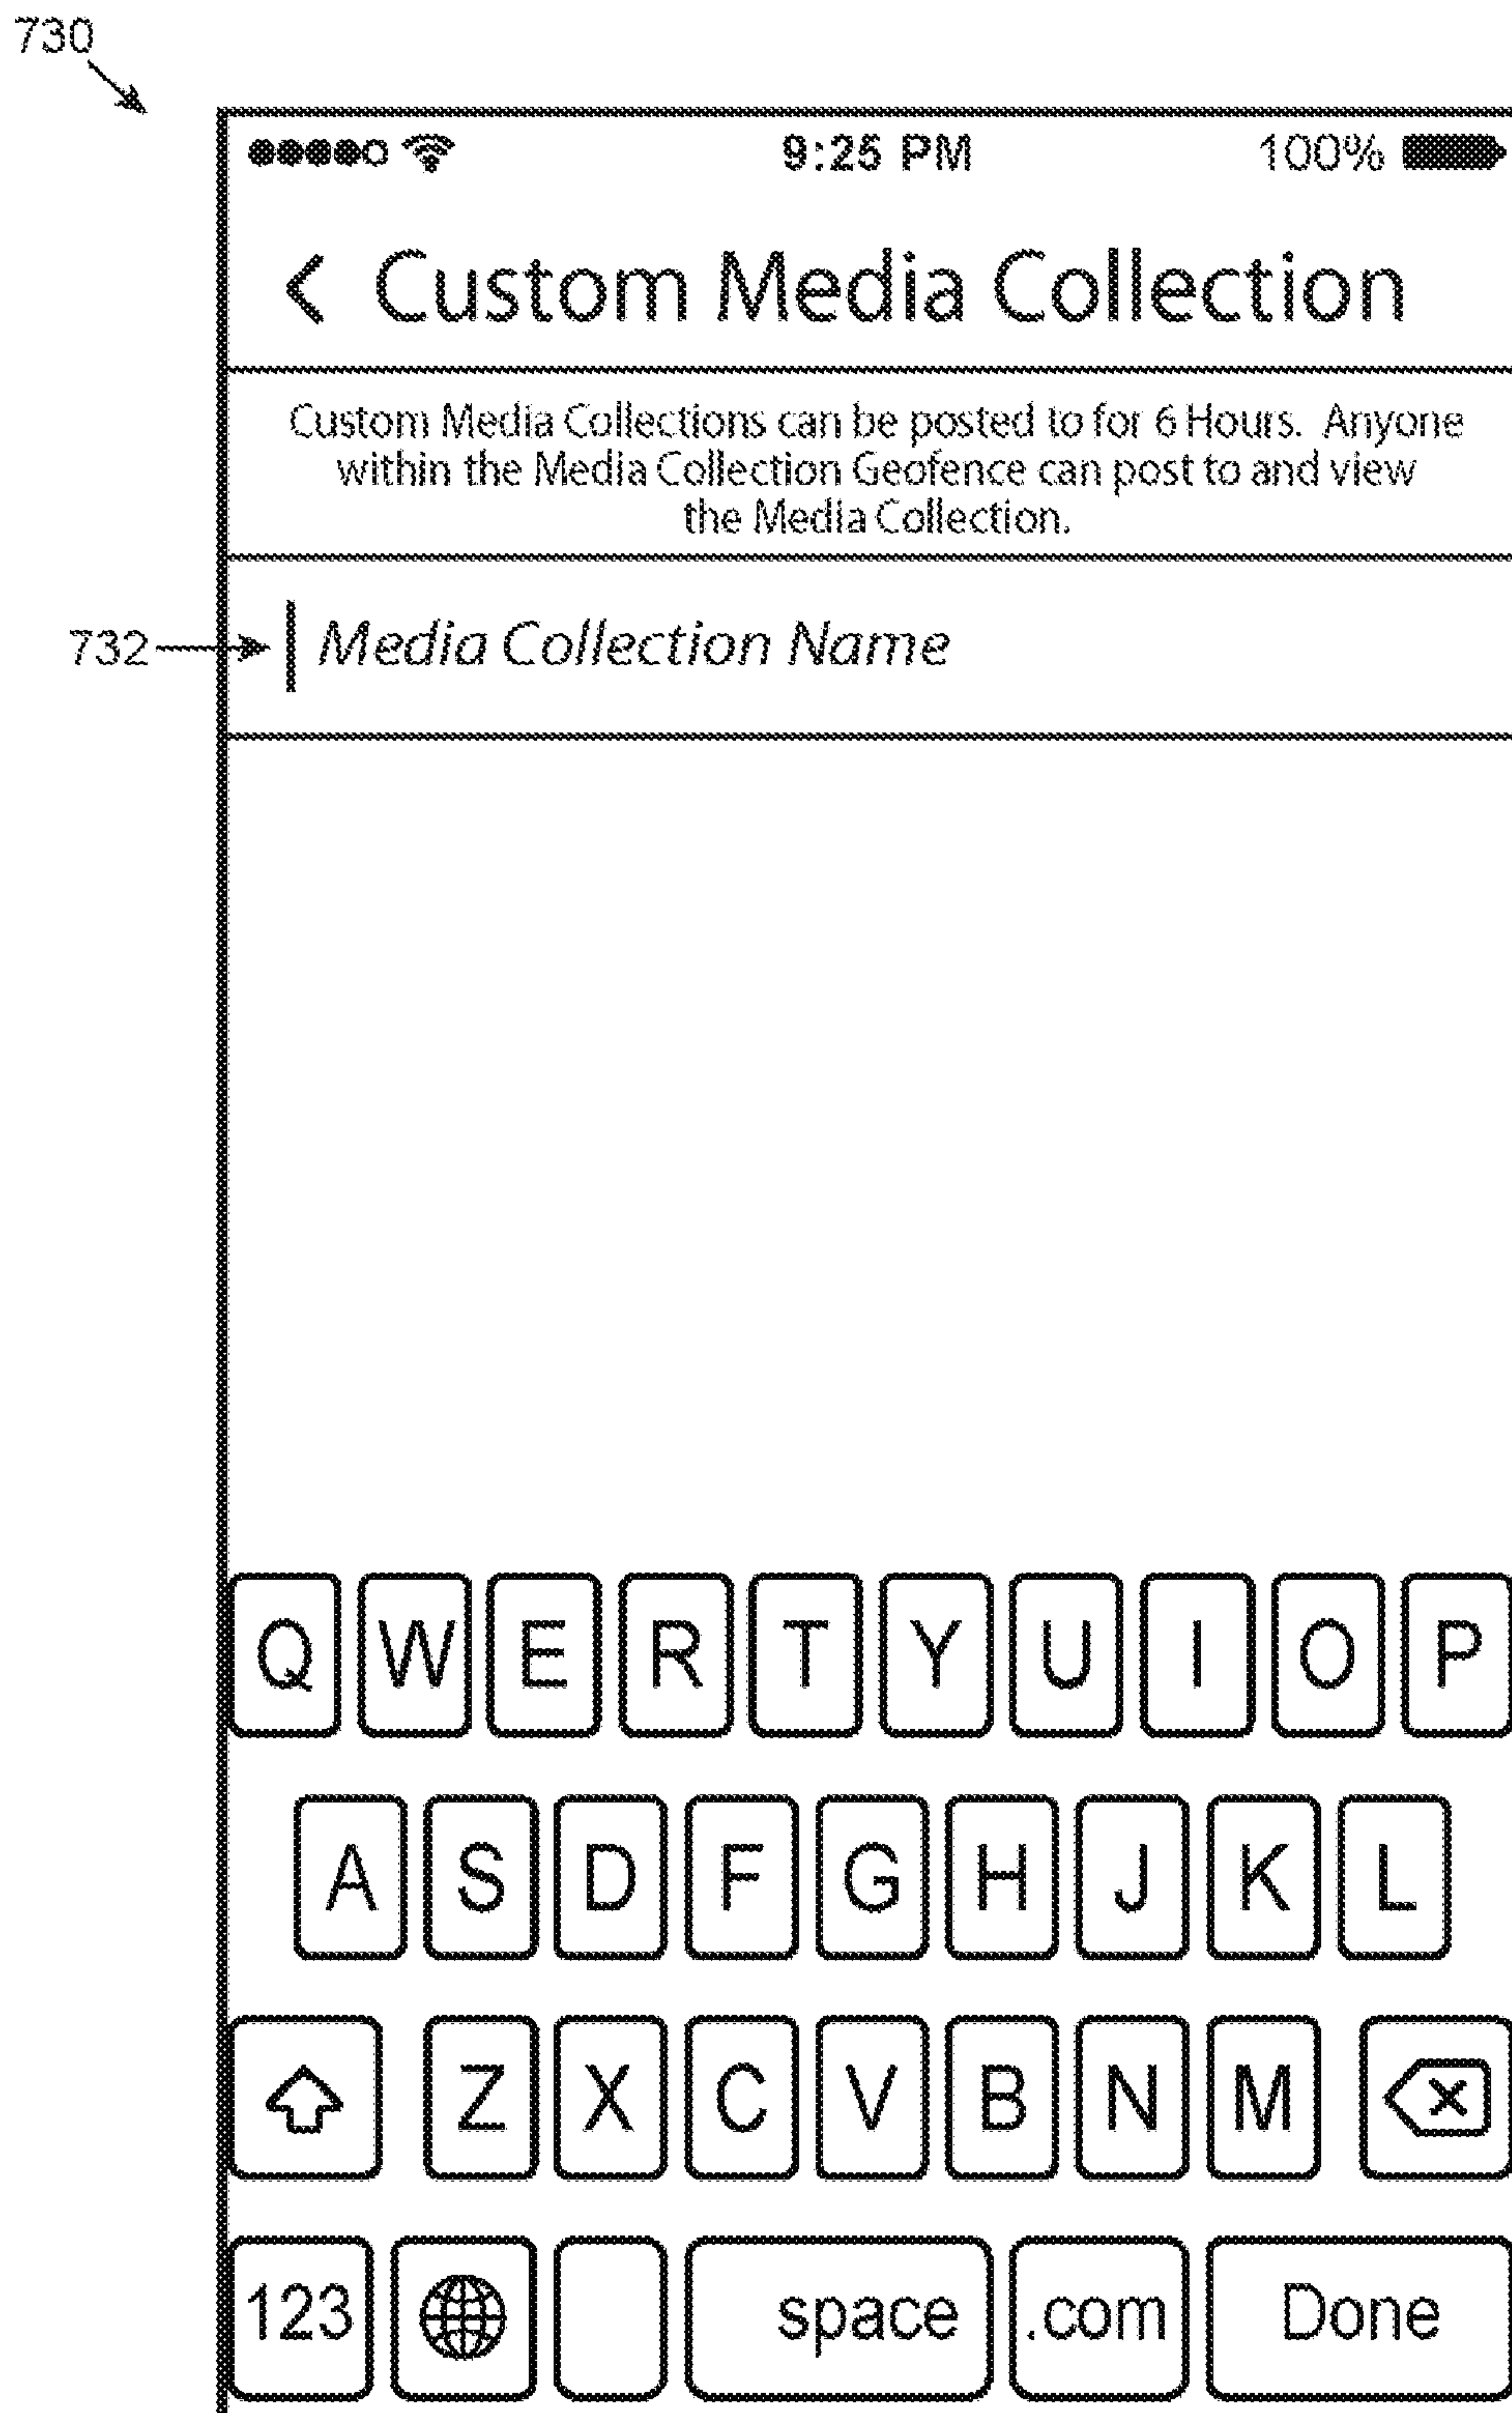 730
9:25 PM 100%
< Custom Media Collection
Custom Media Collections can be posted to for 6 Hours. Anyone
within the Media Collection Geofence can post to and view
the Media Collection.
732 Media Collection Name
Q W E R T Y U I O P
A S D F G H J K L
Z X C V B N M
123 space .com Done